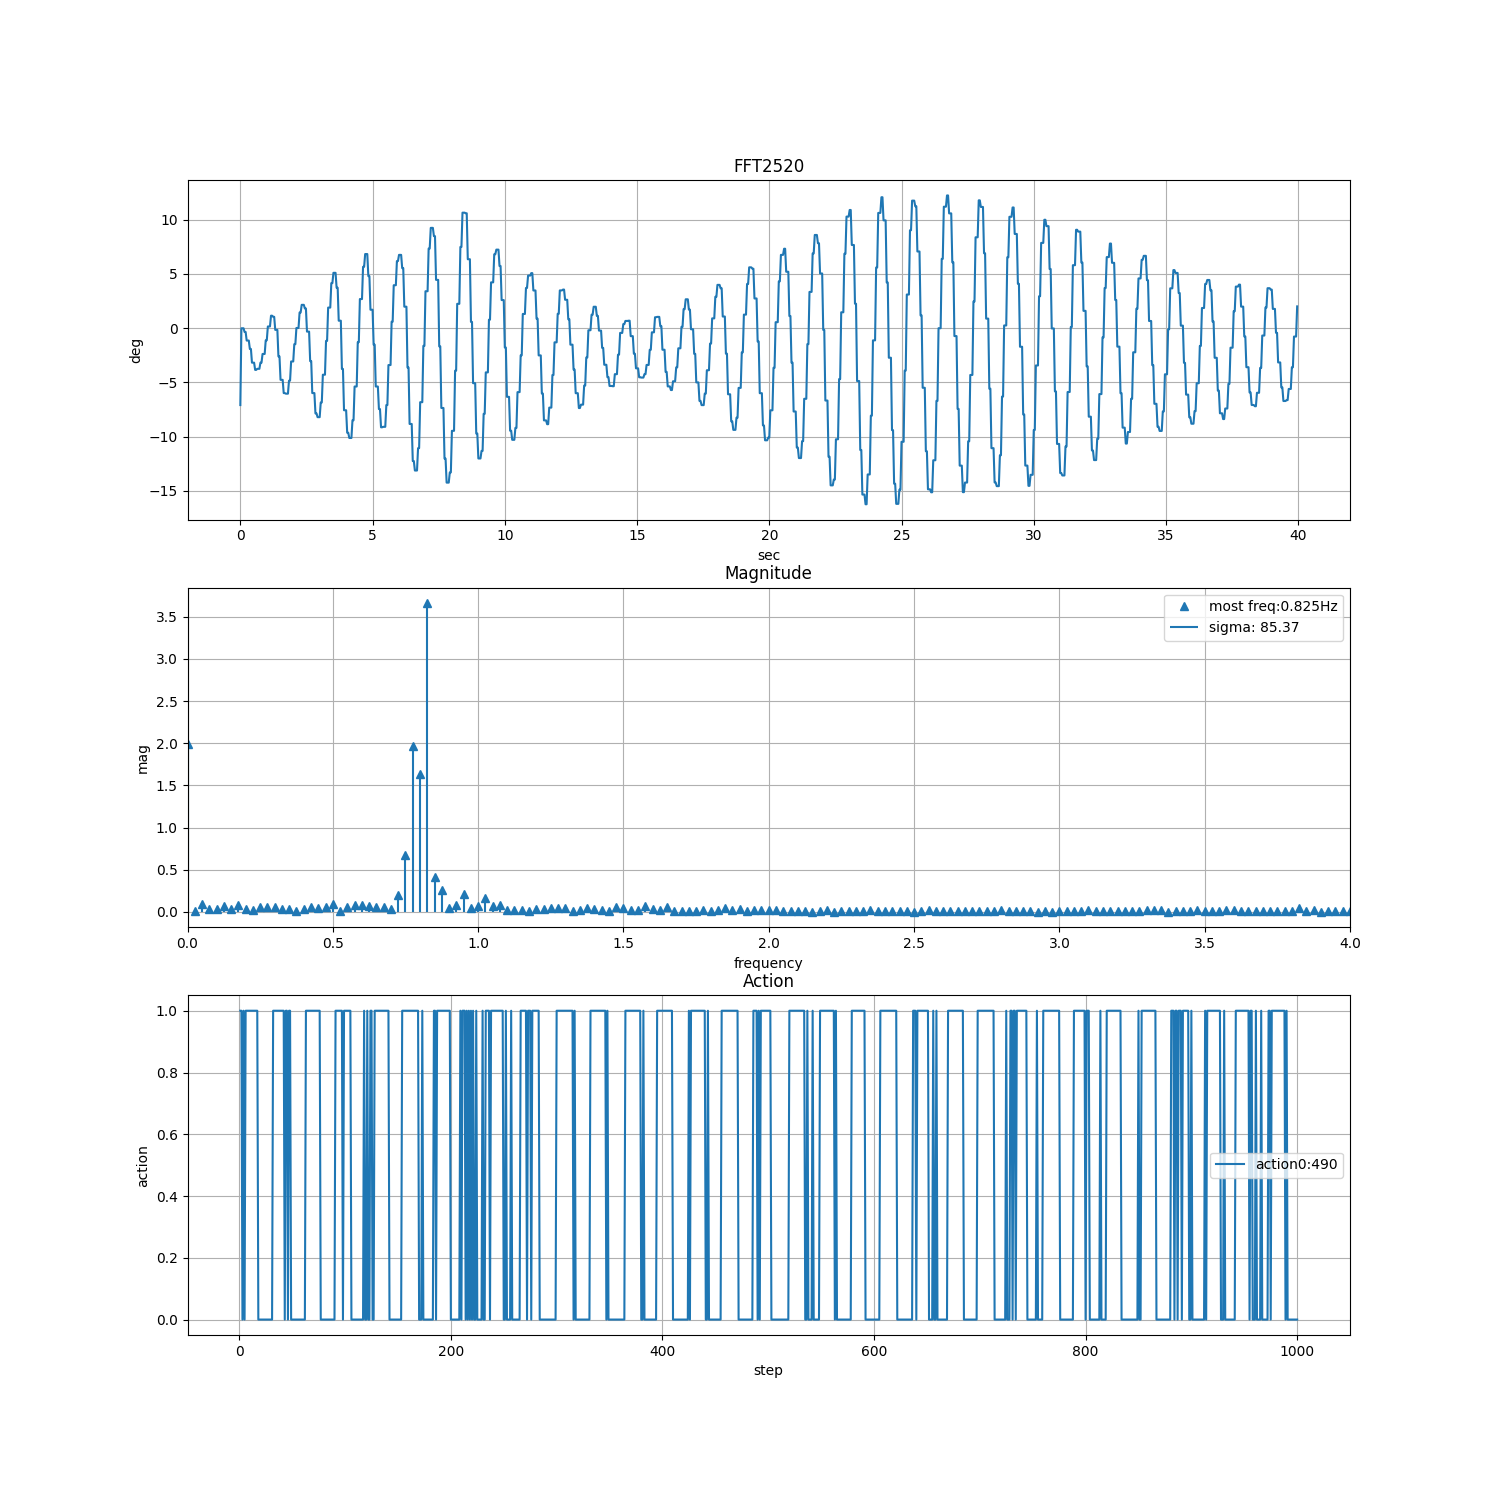 FFT2520
10
5
0
−5
−10
−15
deg
0 5 10 15 20 25 30 35 40
sec
Magnitude
most freq:0.825Hz
sigma: 85.37
3.5
3.0
2.5
2.0
1.5
1.0
0.5
0.0
mag
0.0 0.5 1.0 1.5 2.0 2.5 3.0 3.5 4.0
frequency
Action
1.0
0.8
0.6
0.4
0.2
0.0
action
action0:490
0 200 400 600 800 1000
step